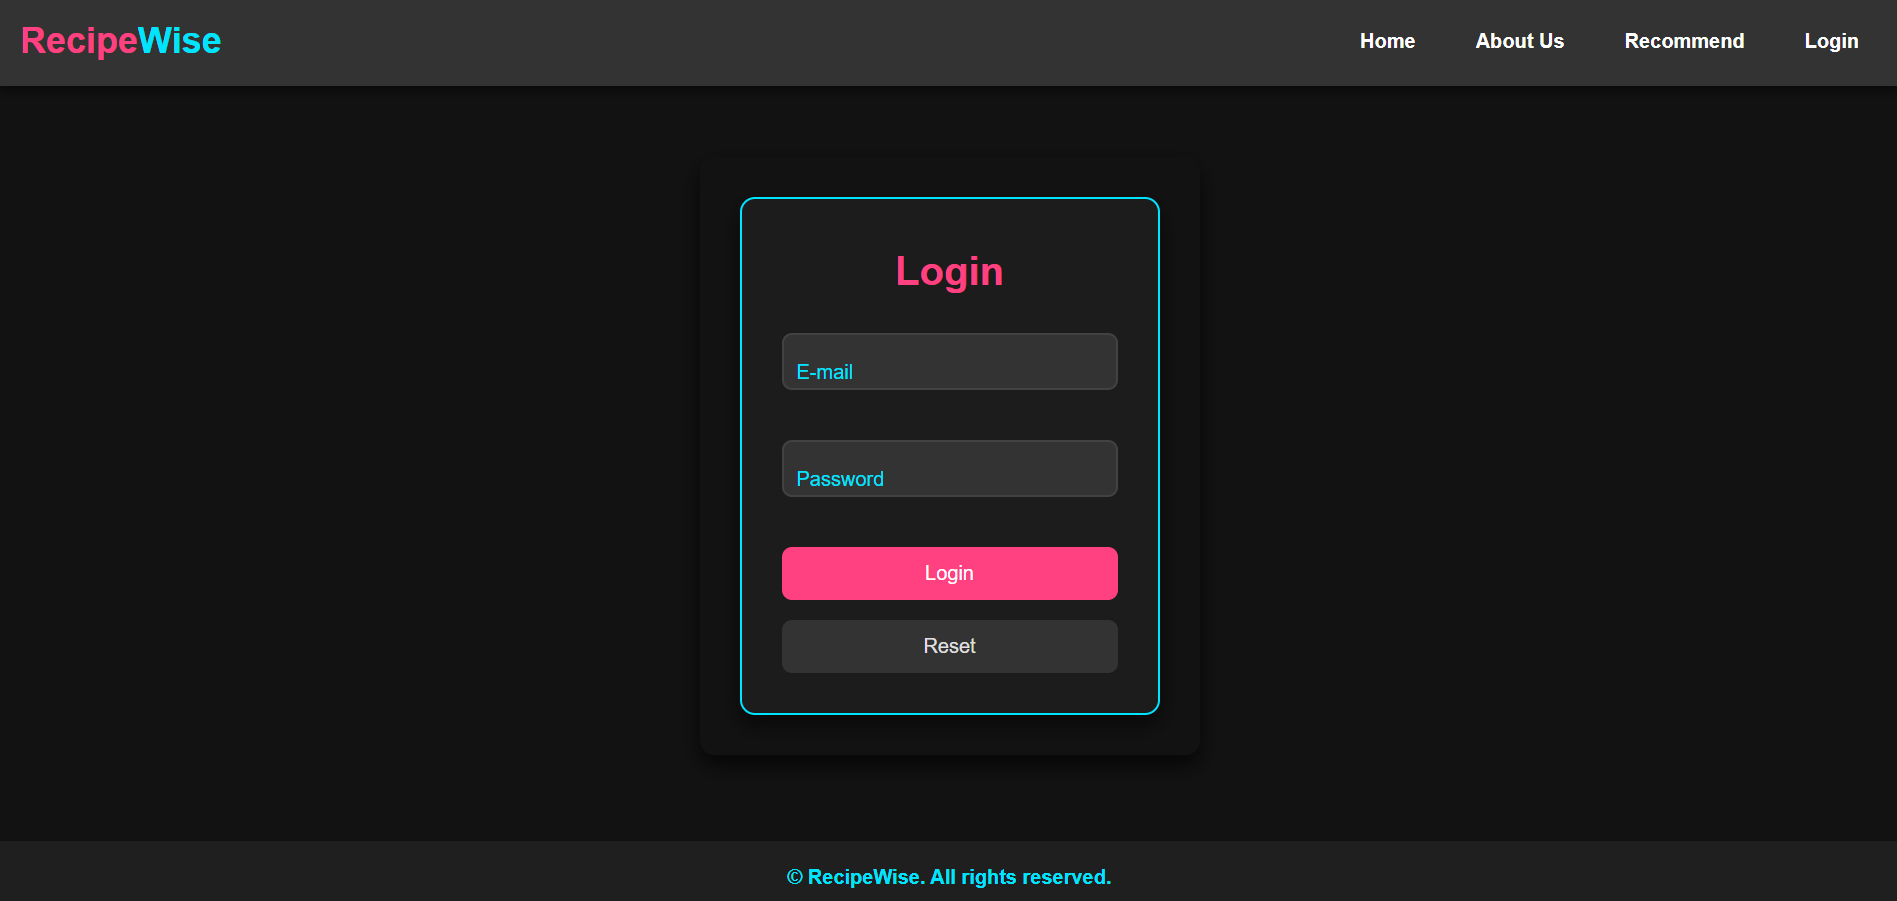 RecipeWise
Home About Us Recommend Login
Login
E-mail
Password
Login
Reset
© RecipeWise. All rights reserved.